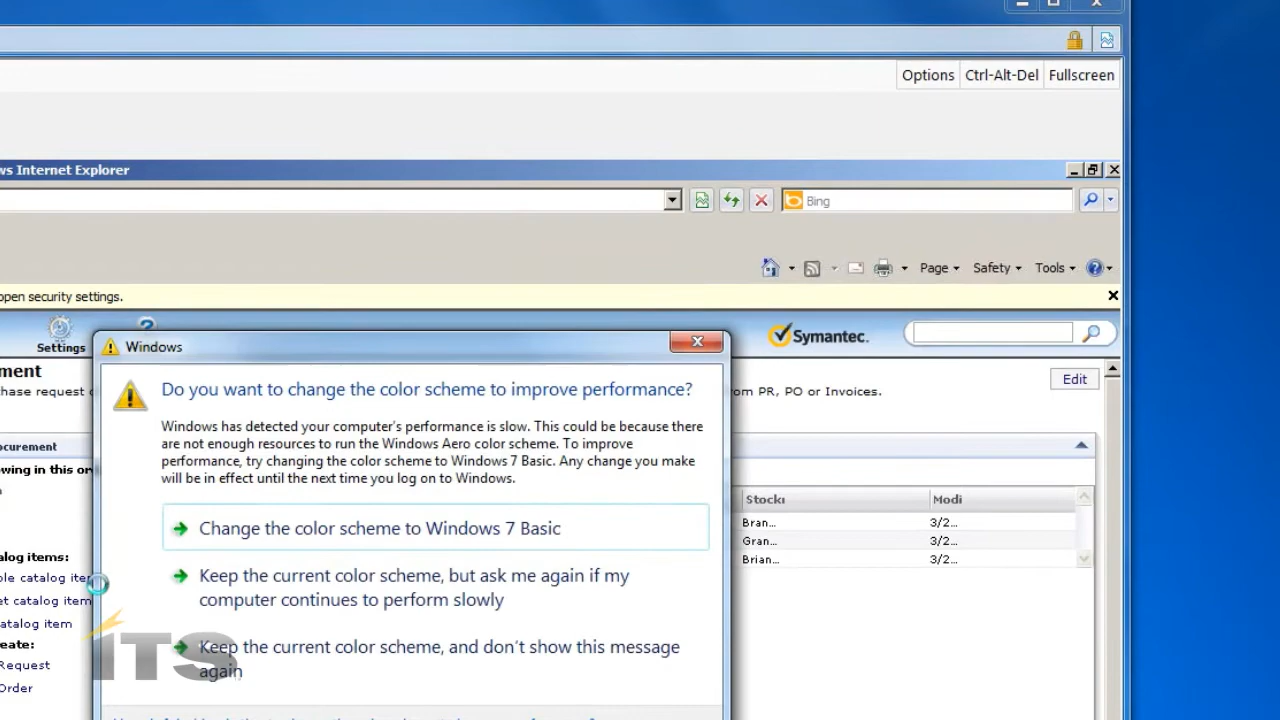 Options Ctrl-Alt-Del Fullscreen
ws Internet Explorer
Bing
Page Safety Tools
open security settings.
Settings
Symantec.
Windows
ment
chase request o
om PR, PO or Invoices.
Edit
Do you want to change the color scheme to improve performance?
Windows has detected your computer's performance is slow. This could be because there
are not enough resources to run the Windows Aero color scheme. To improve
performance, try changing the color scheme to Windows 7 Basic. Any change you make
will be in effect until the next time you log on to Windows.
ocurement
owing in this or
Modi
Bran... 3/2...
Gran... 3/2...
Brian... 3/2...
Change the color scheme to Windows 7 Basic
alog items:
ble catalog item
et catalog item
atalog item
Keep the current color scheme, but ask me again if my
computer continues to perform slowly
reate:
Request
Order
Keep the current color scheme, and don't show this message
again
ITS